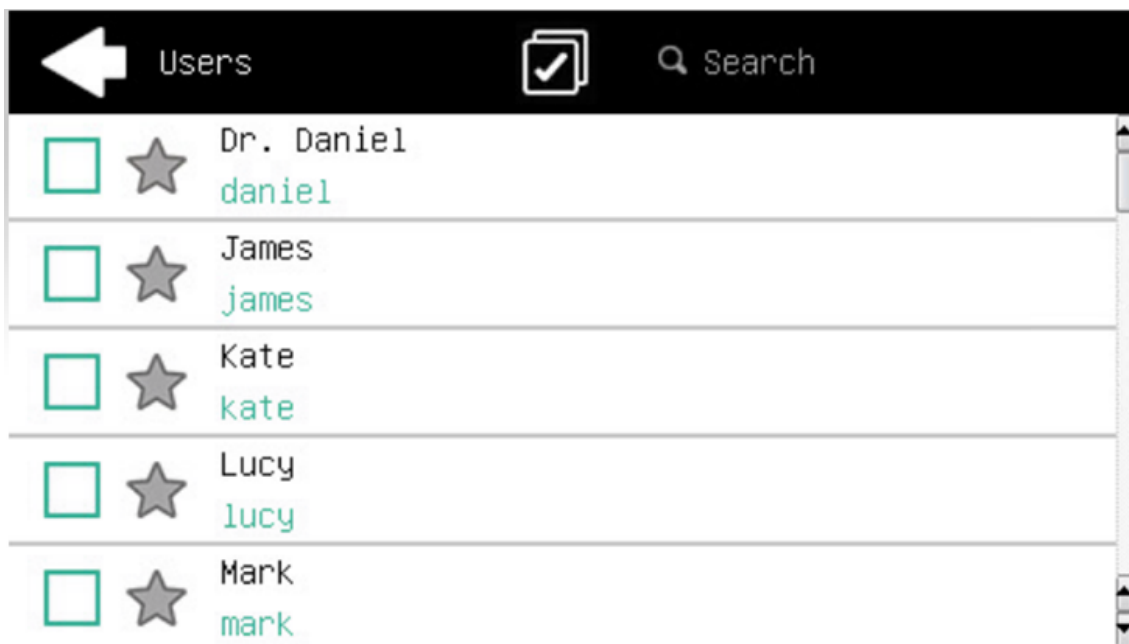 Users
Search
Dr. Daniel
daniel
James
james
Kate
kate
Lucy
lucy
Mark
mark